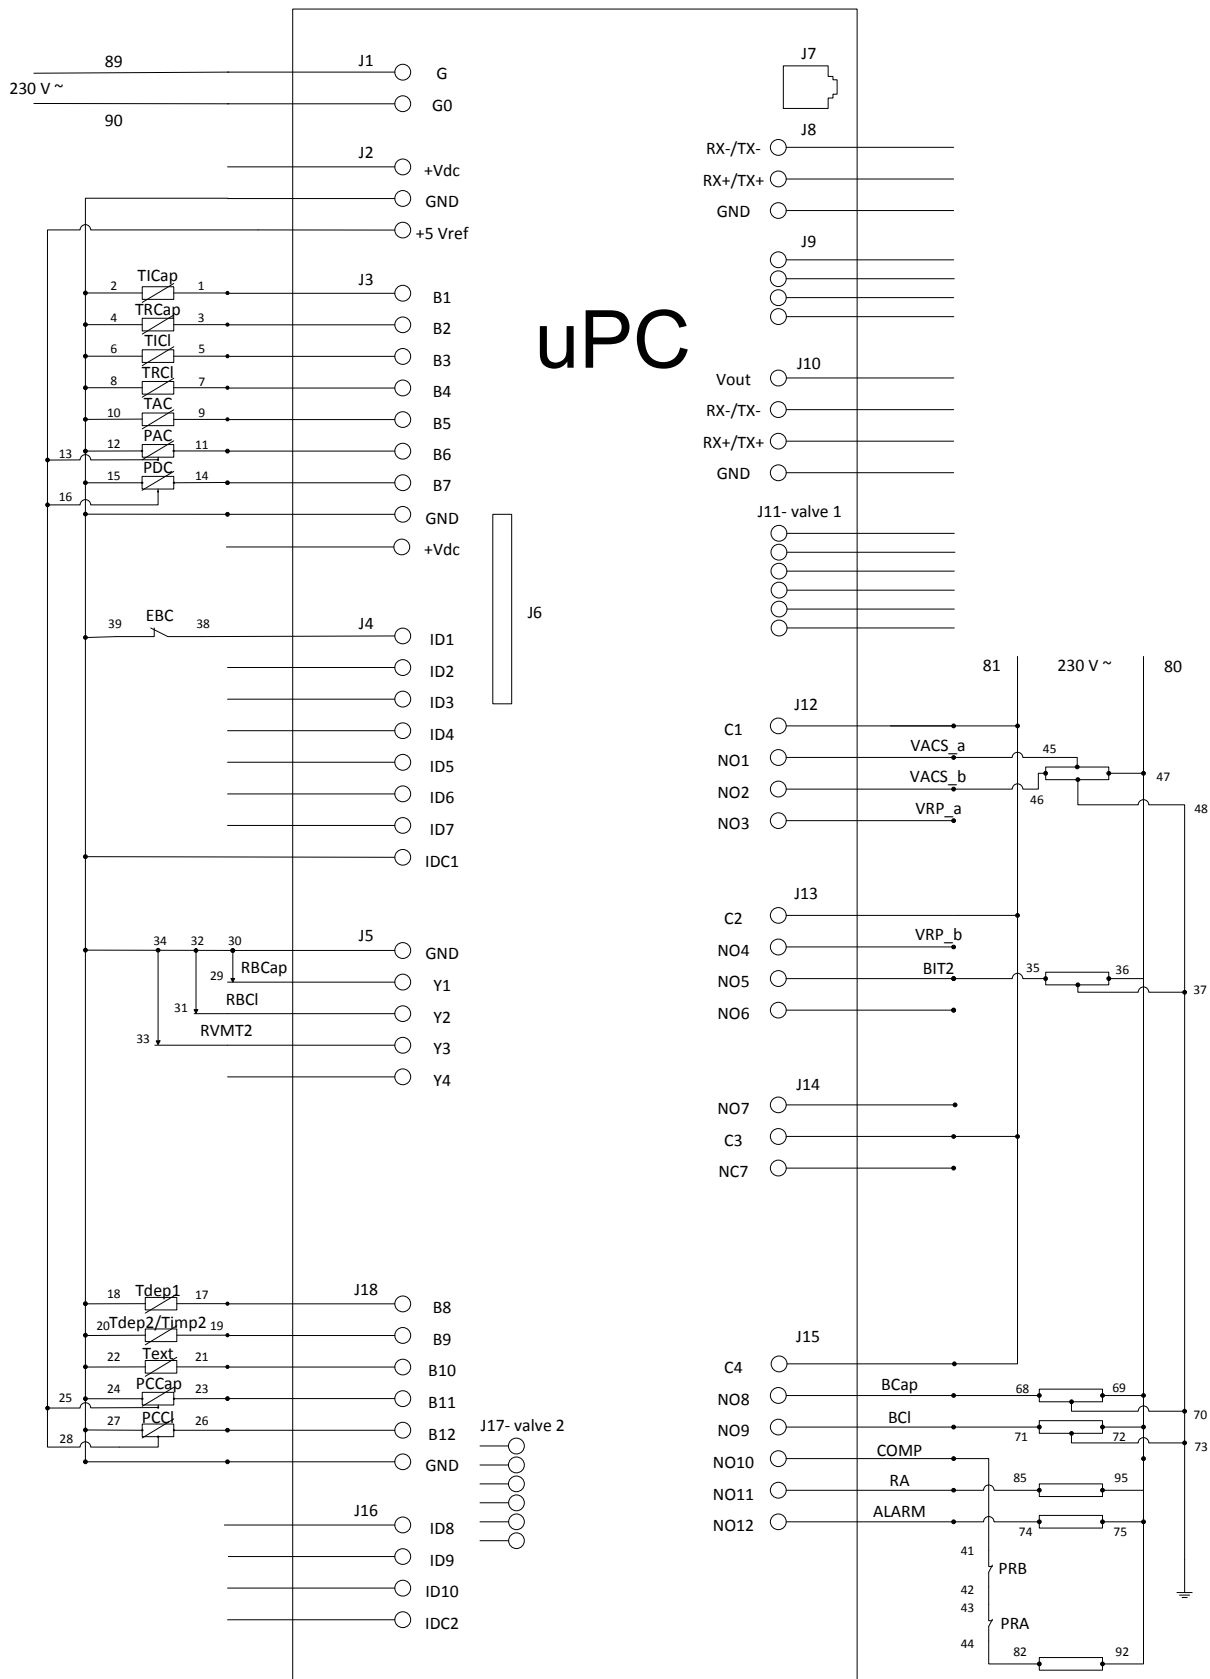 89
J1
G
230 V ~
G0
90
J2
+Vdc
GND
+5 Vref
TICap
2
1
J3
B1
TRCap
4
3
B2
TICl
6
5
B3
TRCl
8
7
B4
TAC
10
9
B5
PAC
12
11
13
B6
PDC
15
14
16
B7
GND
+Vdc
J6
EBC
39
38
J4
ID1
ID2
ID3
ID4
ID5
ID6
ID7
IDC1
34
32
30
J5
GND
RBCap
29
Y1
RBCl
31
Y2
RVMT2
33
Y3
Y4
Tdep1
18
17
J18
B8
20
Tdep2/Timp2
19
B9
Text
22
21
B10
PCCap
24
23
25
B11
PCCl
27
26
28
B12
GND
J17- valve 2
J16
ID8
ID9
ID10
IDC2
uPC
J7
J8
RX-/TX-
RX+/TX+
GND
J9
J10
Vout
RX-/TX-
RX+/TX+
GND
J11- valve 1
81
230 V ~
80
J12
C1
NO1
VACS_a
45
NO2
VACS_b
46
47
48
NO3
VRP_a
J13
C2
NO4
VRP_b
NO5
BIT2
35
36
37
NO6
J14
NO7
C3
NC7
J15
C4
NO8
BCap
68
69
70
NO9
BCl
71
72
73
NO10
COMP
NO11
RA
85
95
NO12
ALARM
74
75
41
PRB
42
43
PRA
44
82
92